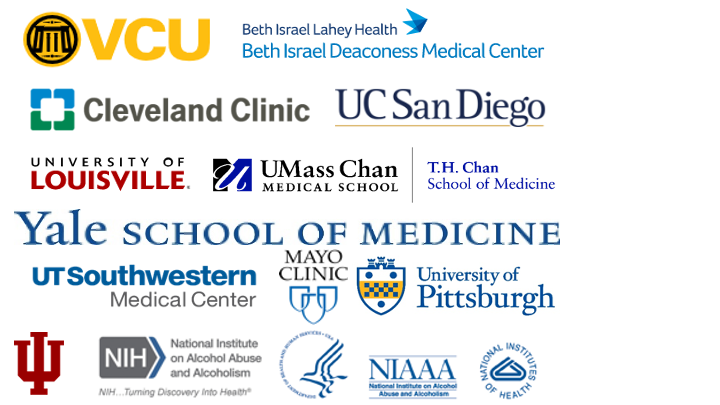 VCU
Beth Israel Lahey Health
Beth Israel Deaconess Medical Center
Cleveland Clinic
UC San Diego
UNIVERSITY OF
LOUISVILLE®
UMass Chan
MEDICAL SCHOOL
T.H. Chan
School of Medicine
Yale SCHOOL OF MEDICINE
UT Southwestern
Medical Center
MAYO
CLINIC
University of
Pittsburgh
NIH
National Institute
on Alcohol Abuse
and Alcoholism
NIH...Turning Discovery Into Health®
DEPARTMENT OF HEALTH AND HUMAN SERVICES • USA
NIAAA
National Institute on Alcohol
Abuse and Alcoholism
NATIONAL INSTITUTES
OF HEALTH